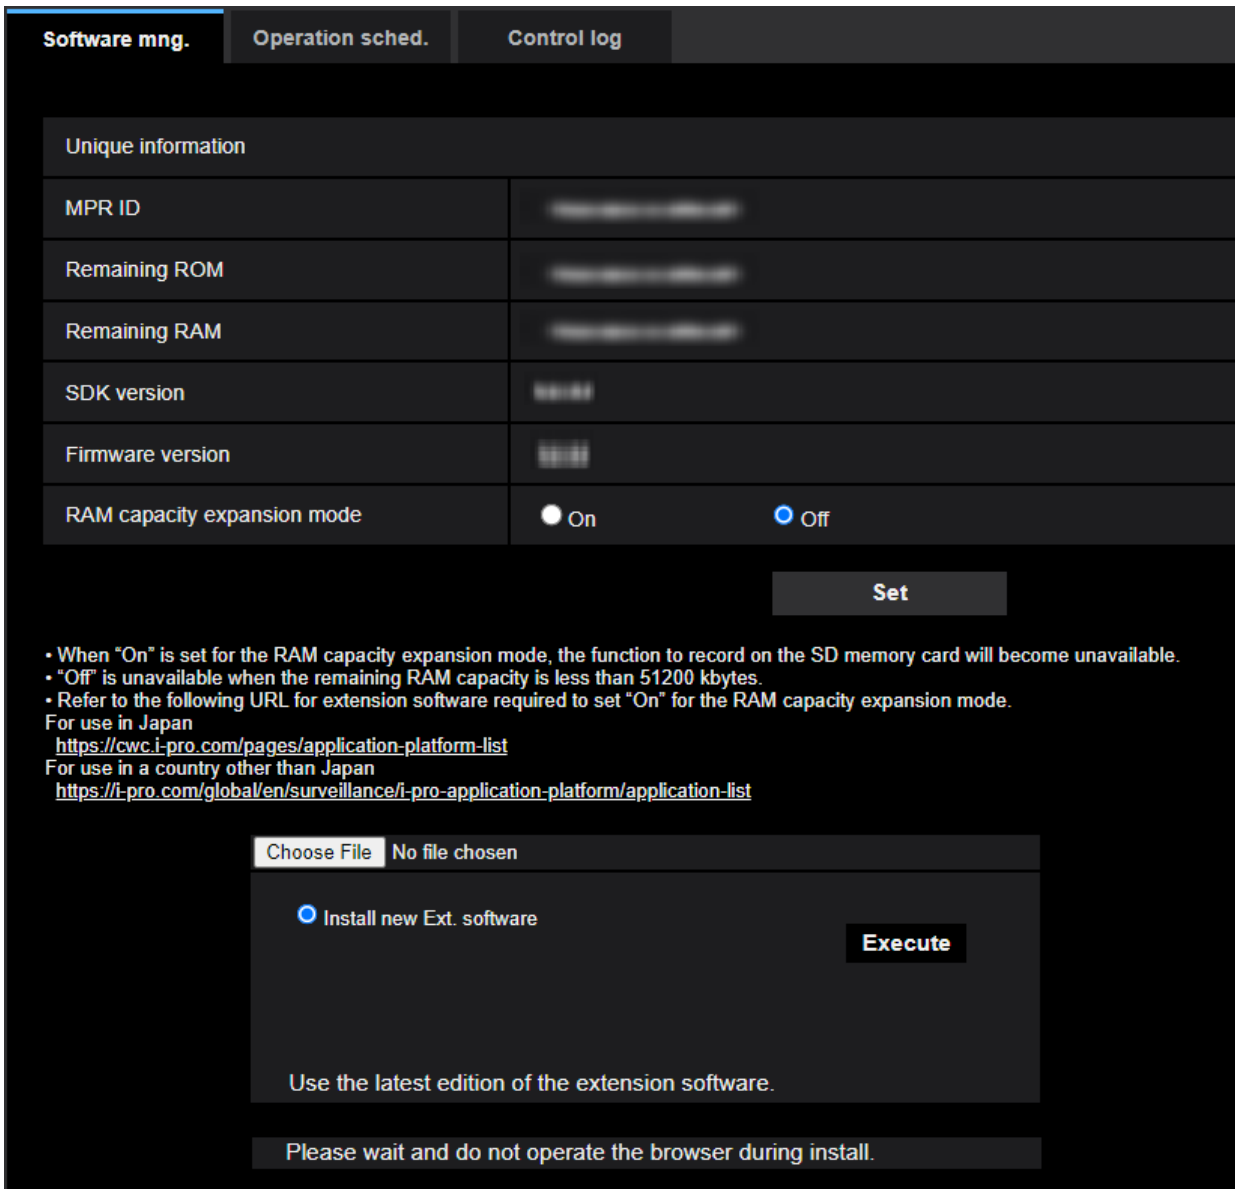 Software mng. Operation sched. Control log
Unique information
MPR ID
Remaining ROM
Remaining RAM
SDK version
Firmware version
RAM capacity expansion mode On Off
Set
• When “On” is set for the RAM capacity expansion mode, the function to record on the SD memory card will become unavailable.
• “Off” is unavailable when the remaining RAM capacity is less than 51200 kbytes.
• Refer to the following URL for extension software required to set “On” for the RAM capacity expansion mode.
For use in Japan
https://cwc.i-pro.com/pages/application-platform-list
For use in a country other than Japan
https://i-pro.com/global/en/surveillance/i-pro-application-platform/application-list
Choose File No file chosen
Install new Ext. software
Execute
Use the latest edition of the extension software.
Please wait and do not operate the browser during install.